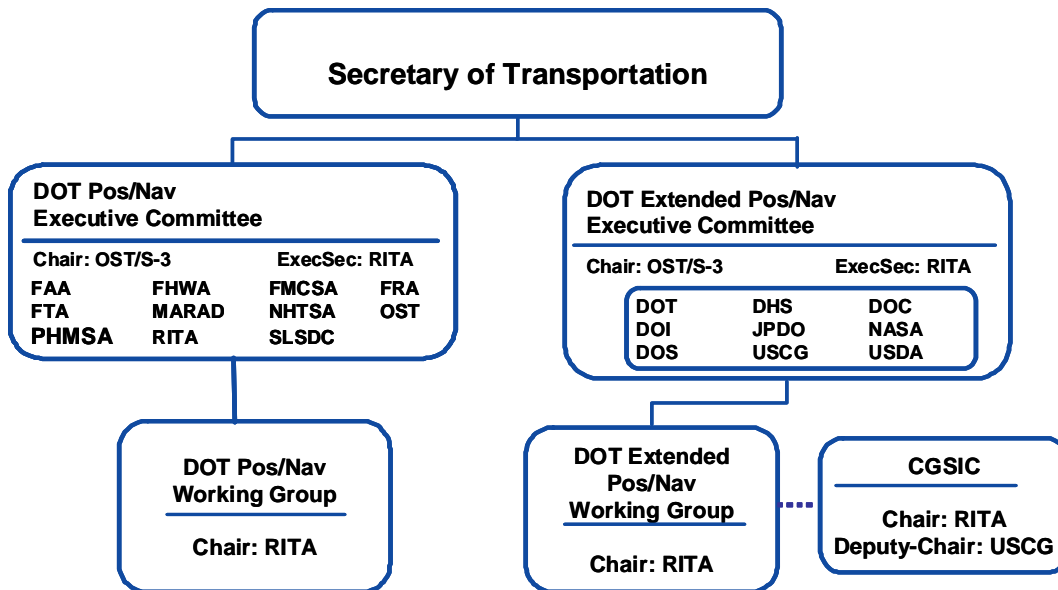 Secretary of Transportation
DOT Pos/Nav
Executive Committee
Chair: OST/S-3 ExecSec: RITA
FAA FHWA FMCSA FRA
FTA MARAD NHTSA OST
PHMSA RITA SLSDC
DOT Extended Pos/Nav
Executive Committee
Chair: OST/S-3 ExecSec: RITA
DOT DHS DOC
DOI JPDO NASA
DOS USCG USDA
DOT Pos/Nav
Working Group
Chair: RITA
DOT Extended
Pos/Nav
Working Group
Chair: RITA
CGSIC
Chair: RITA
Deputy-Chair: USCG